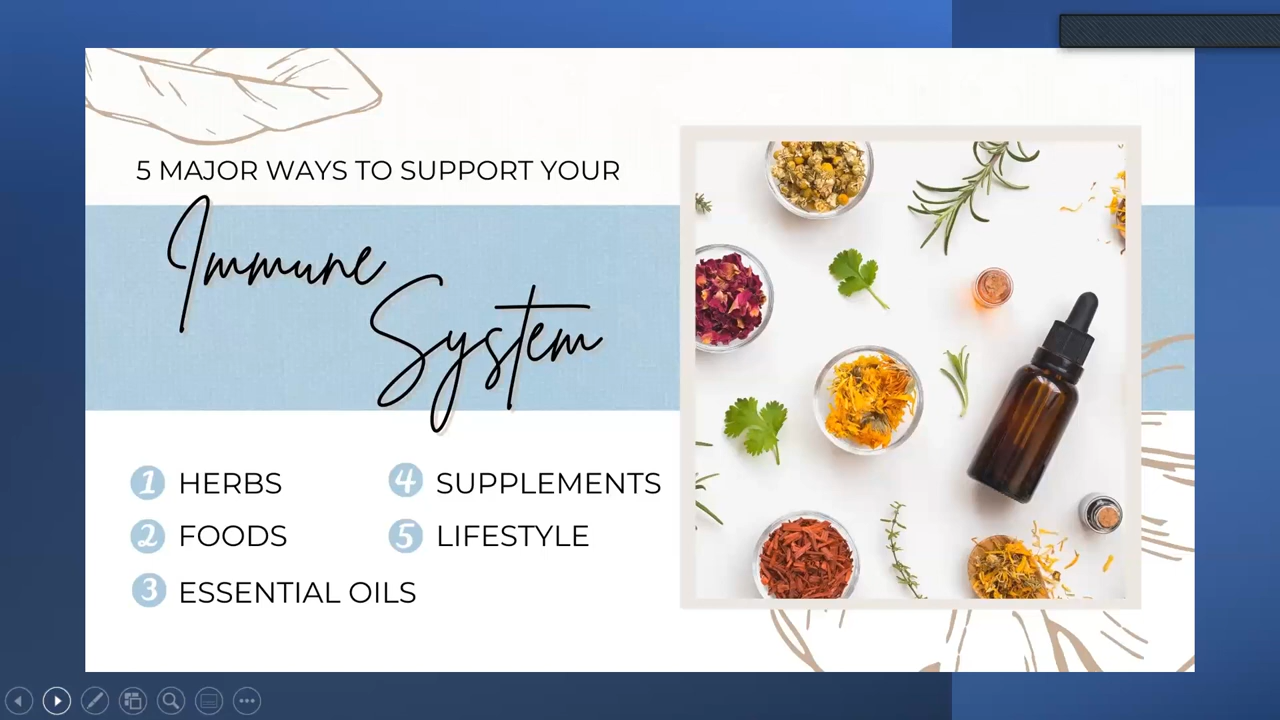 5 MAJOR WAYS TO SUPPORT YOUR
Immune
System
1 HERBS
2 FOODS
3 ESSENTIAL OILS
4 SUPPLEMENTS
5 LIFESTYLE